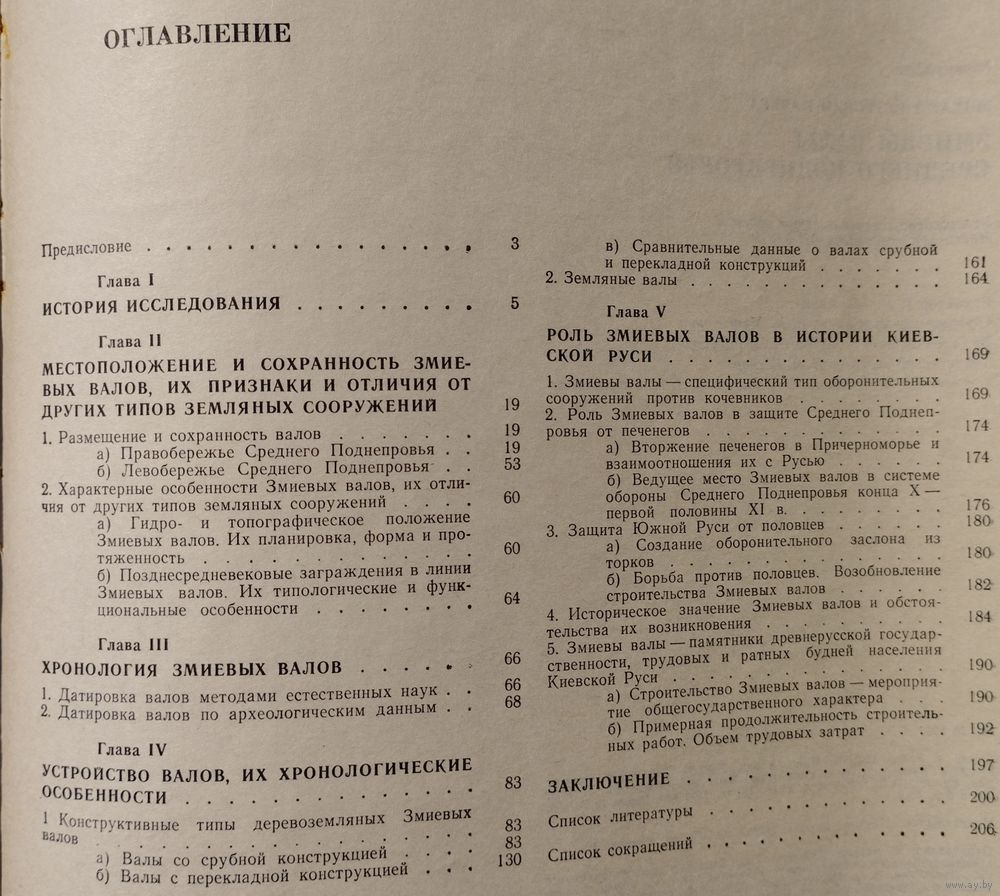 ОГЛАВЛЕНИЕ
Предисловие . . . . . . . . . . . . . . . . 3
Глава I
ИСТОРИЯ ИССЛЕДОВАНИЯ . . . . . . . . . 5
Глава II
МЕСТОПОЛОЖЕНИЕ И СОХРАННОСТЬ ЗМИЕ-
ВЫХ ВАЛОВ, ИХ ПРИЗНАКИ И ОТЛИЧИЯ ОТ
ДРУГИХ ТИПОВ ЗЕМЛЯНЫХ СООРУЖЕНИЙ 19
1. Размещение и сохранность валов . . . . . . . 19
а) Правобережье Среднего Поднепровья . . 19
б) Левобережье Среднего Поднепровья . . 53
2. Характерные особенности Змиевых валов, их отли-
чия от других типов земляных сооружений . . . . 60
а) Гидро- и топографическое положение
Змиевых валов. Их планировка, форма и про-
тяженность . . . . . . . . . . . . . 60
б) Позднесредневековые заграждения в линии
Змиевых валов. Их типологические и функ-
циональные особенности . . . . . . . . 64
Глава III
ХРОНОЛОГИЯ ЗМИЕВЫХ ВАЛОВ . . . . . . 66
1. Датировка валов методами естественных наук . . 66
2. Датировка валов по археологическим данным . . 68
Глава IV
УСТРОЙСТВО ВАЛОВ, ИХ ХРОНОЛОГИЧЕСКИЕ
ОСОБЕННОСТИ . . . . . . . . . . . . . 83
1 Конструктивные типы деревоземляных Змиевых
валов . . . . . . . . . . . . . . . . . 83
а) Валы со срубной конструкцией . . . . 83
б) Валы с перекладной конструкцией . . . 130
в) Сравнительные данные о валах срубной
и перекладной конструкций . . . . . . . 161
2. Земляные валы . . . . . . . . . . . . . . 164
Глава V
РОЛЬ ЗМИЕВЫХ ВАЛОВ В ИСТОРИИ КИЕВ-
СКОЙ РУСИ . . . . . . . . . . . . . . . 169
1. Змиевы валы — специфический тип оборонительных
сооружений против кочевников . . . . . . . . 169
2. Роль Змиевых валов в защите Среднего Поднеп-
ровья от печенегов . . . . . . . . . . . . . 174
а) Вторжение печенегов в Причерноморье и
взаимоотношения их с Русью . . . . . . 174
б) Ведущее место Змиевых валов в системе
обороны Среднего Поднепровья конца X —
первой половины XI в. . . . . . . . . . 176
3. Защита Южной Руси от половцев . . . . . . 180
а) Создание оборонительного заслона из
торков . . . . . . . . . . . . . . . 180
б) Борьба против половцев. Возобновление
строительства Змиевых валов . . . . . . 182
4. Историческое значение Змиевых валов и обстоя-
тельства их возникновения . . . . . . . . . . 184
5. Змиевы валы — памятники древнерусской государ-
ственности, трудовых и ратных будней населения
Киевской Руси . . . . . . . . . . . . . . . 190
а) Строительство Змиевых валов — мероприя-
тие общегосударственного характера . . . 190
б) Примерная продолжительность строитель-
ных работ. Объем трудовых затрат . . . . 192
ЗАКЛЮЧЕНИЕ . . . . . . . . . . . . . 197
Список литературы . . . . . . . . . . . . 200
Список сокращений . . . . . . . . . . . . 206
www.ay.by